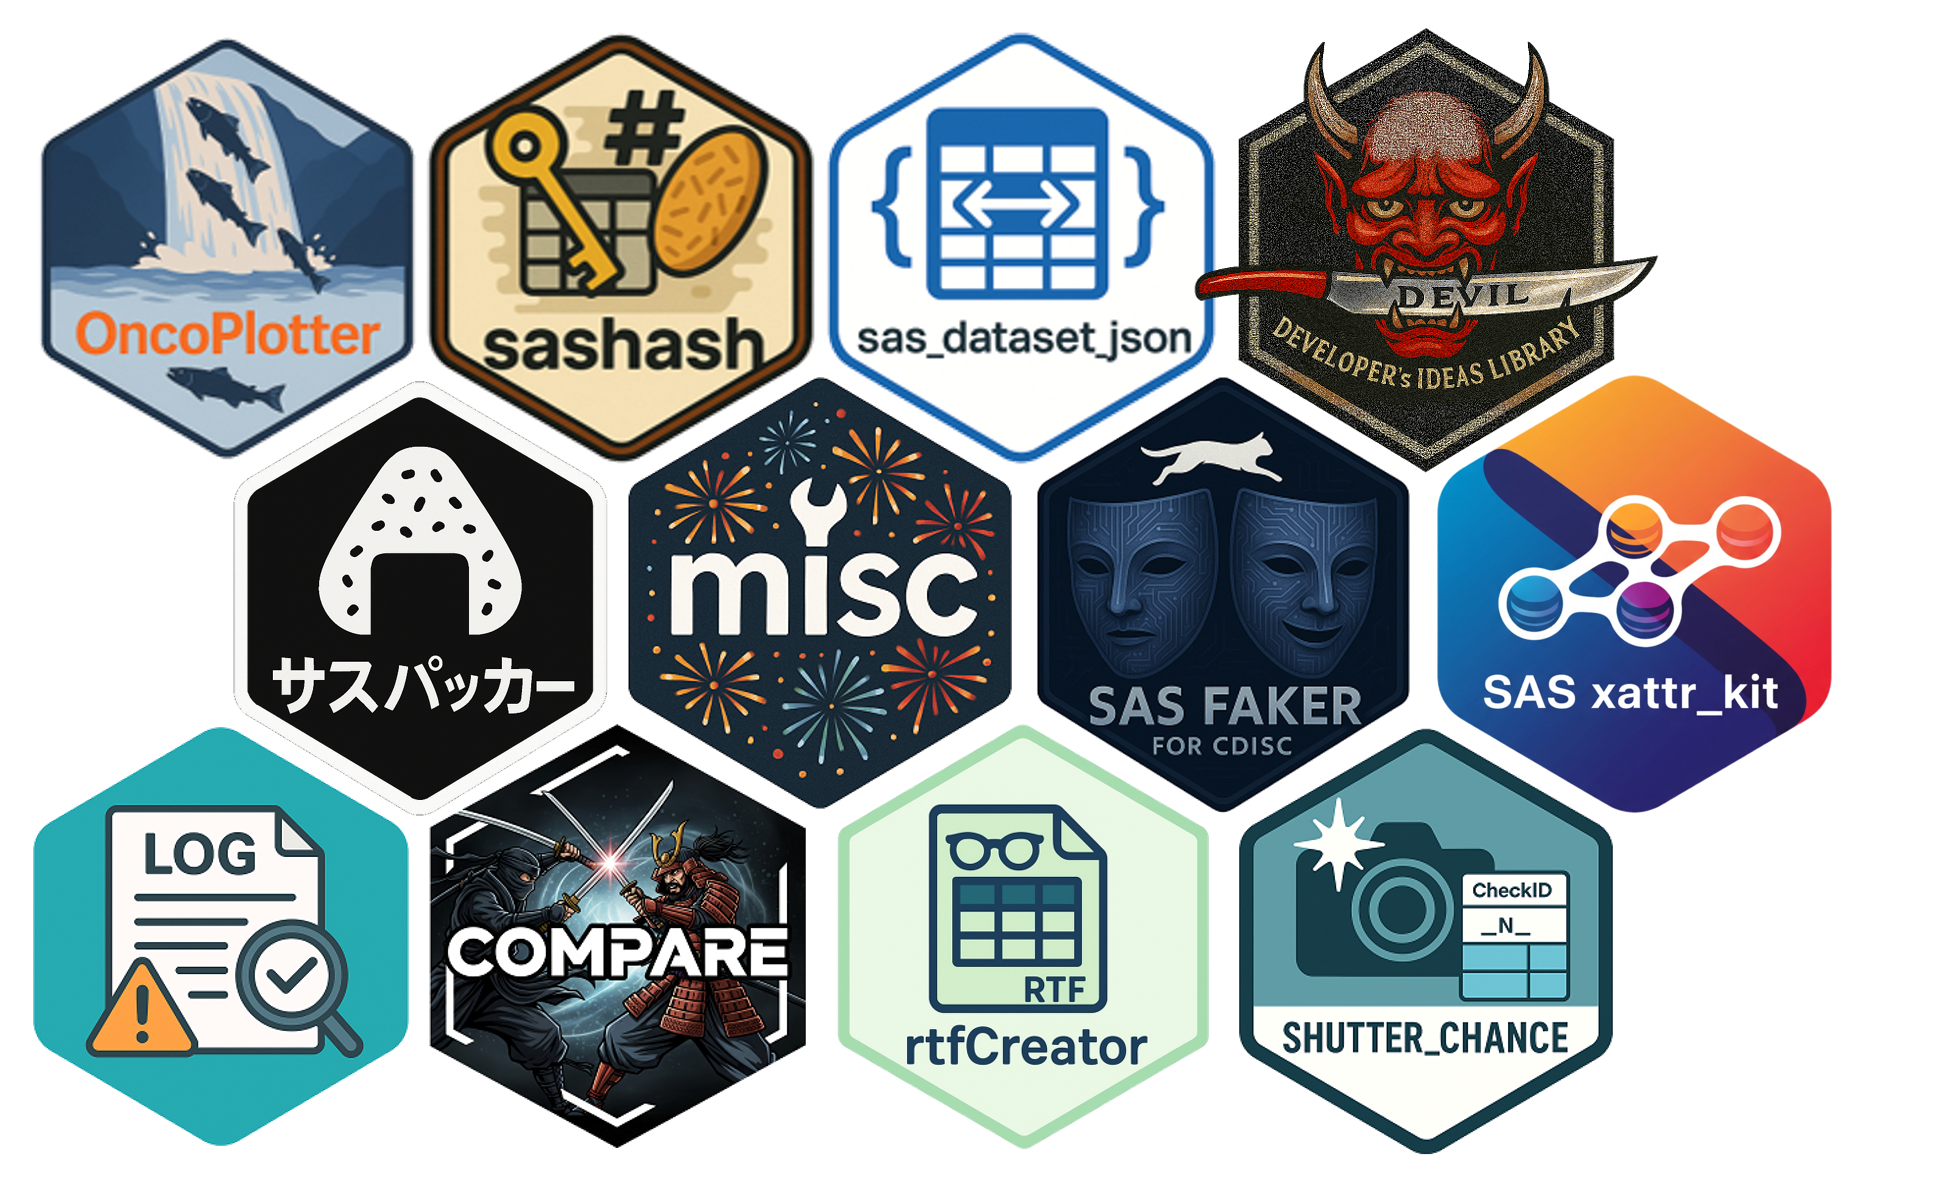 OncoPlotter
#
sashash
{ }
sas_dataset_json
DEVIL
DEVELOPER's IDEAS LIBRARY
サスパッカー
misc
SAS FAKER
FOR CDISC
SAS xattr_kit
LOG
!
COMPARE
RTF
rtfCreator
CheckID
_N_
SHUTTER_CHANCE